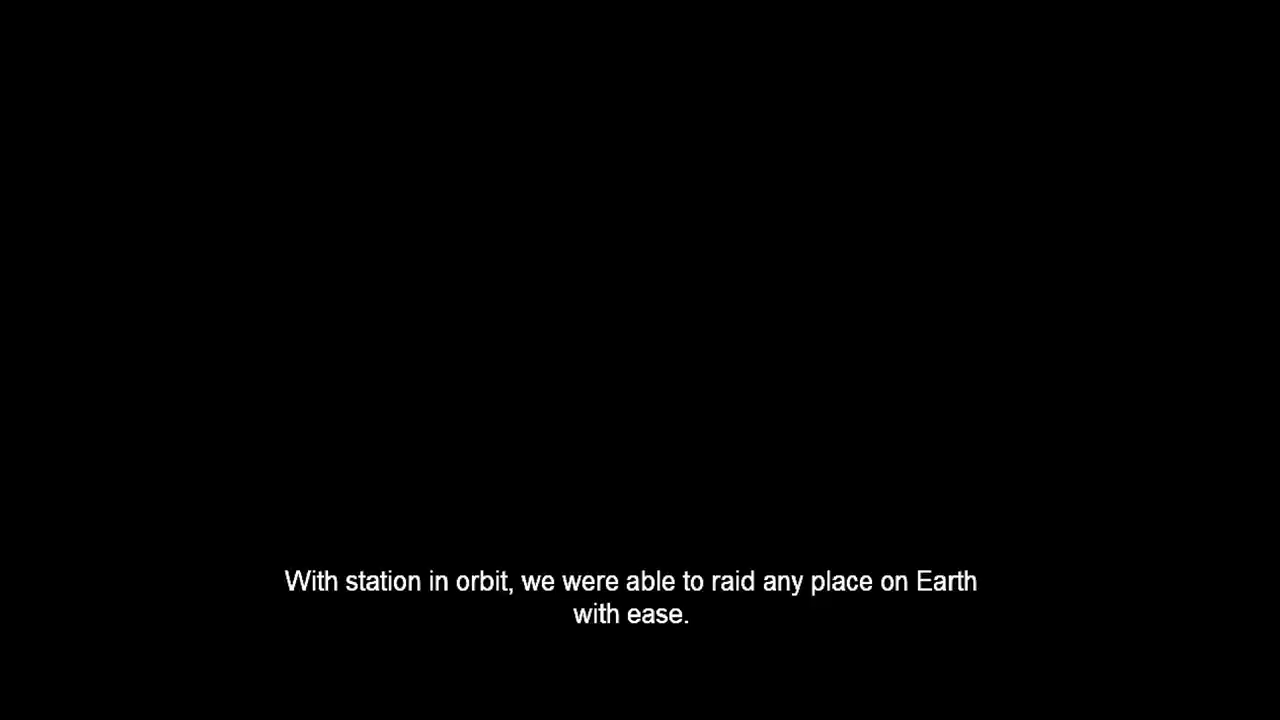 With station in orbit, we were able to raid any place on Earth
with ease.